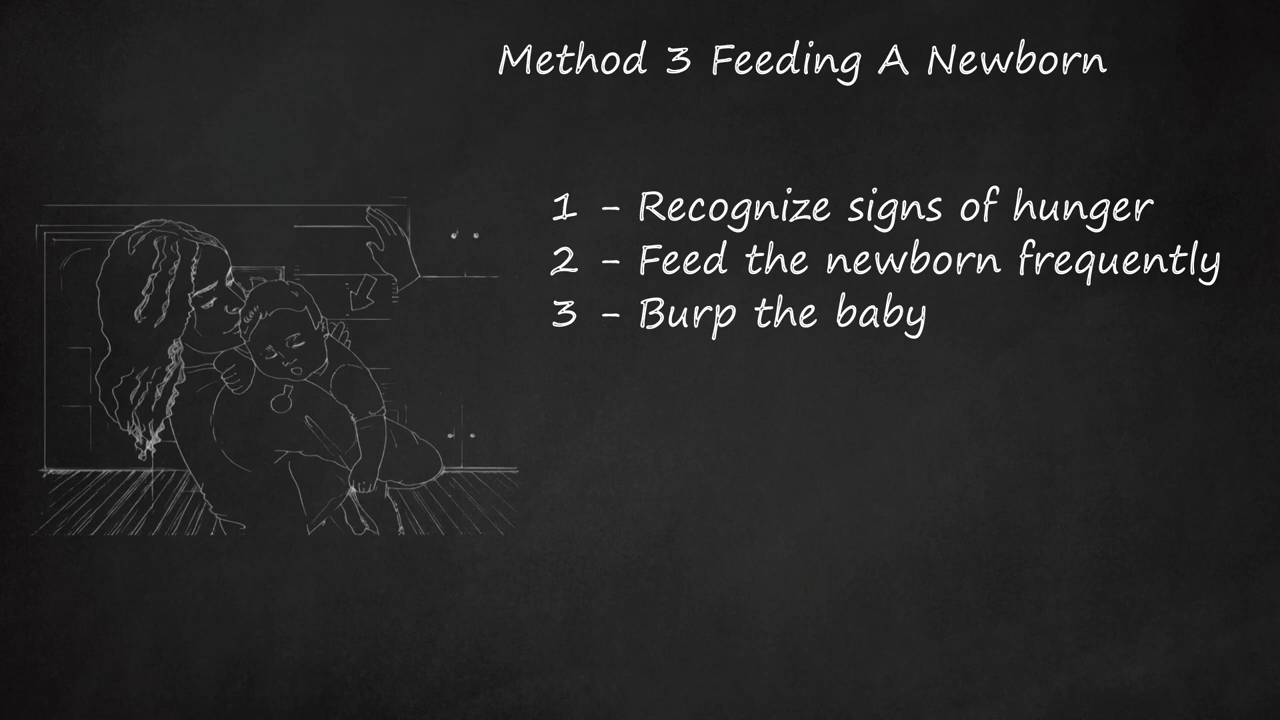 Method 3 Feeding A Newborn
1 - Recognize signs of hunger
2 - Feed the newborn frequently
3 - Burp the baby